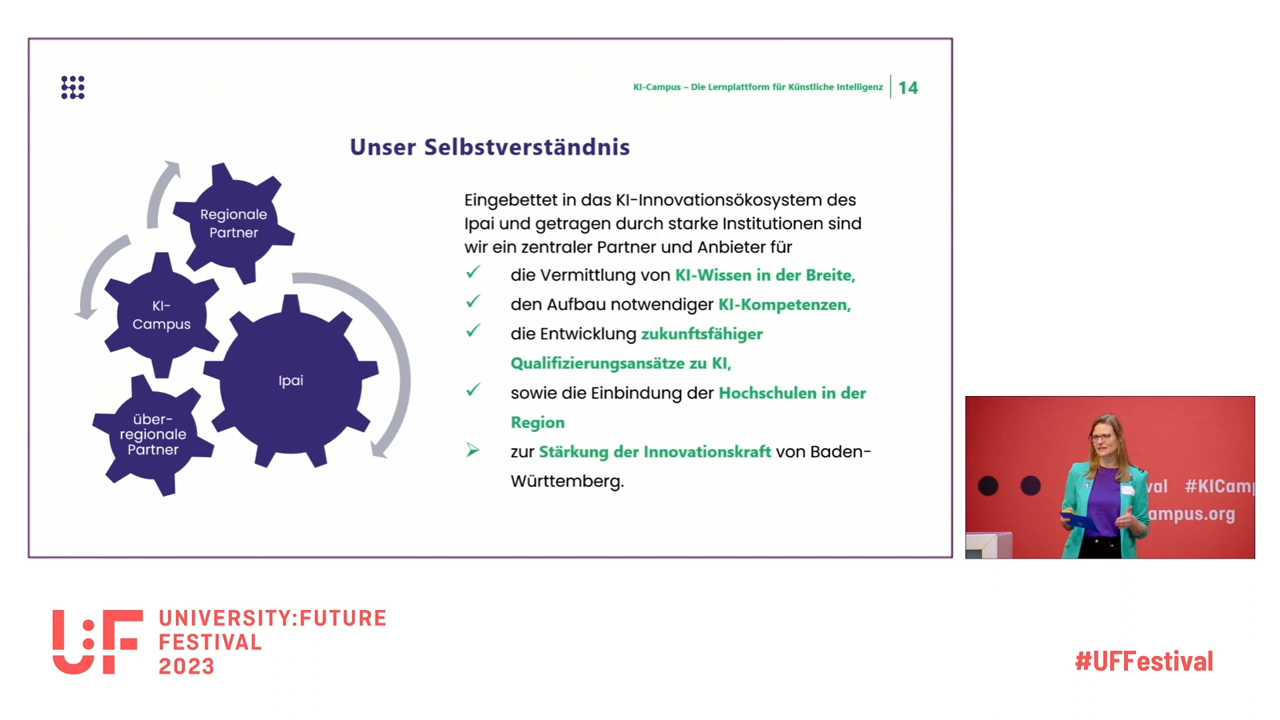 KI-Campus – Die Lernplattform für Künstliche Intelligenz
14
Unser Selbstverständnis
Regionale
Partner
KI-
Campus
Ipai
über-
regionale
Partner
Eingebettet in das KI-Innovationsökosystem des
Ipai und getragen durch starke Institutionen sind
wir ein zentraler Partner und Anbieter für
✓ die Vermittlung von KI-Wissen in der Breite,
✓ den Aufbau notwendiger KI-Kompetenzen,
✓ die Entwicklung zukunftsfähiger
Qualifizierungsansätze zu KI,
✓ sowie die Einbindung der Hochschulen in der
Region
➢ zur Stärkung der Innovationskraft von Baden-
Württemberg.
val #KICamp
ampus.org
U:F
UNIVERSITY:FUTURE
FESTIVAL
2023
#UFFestival